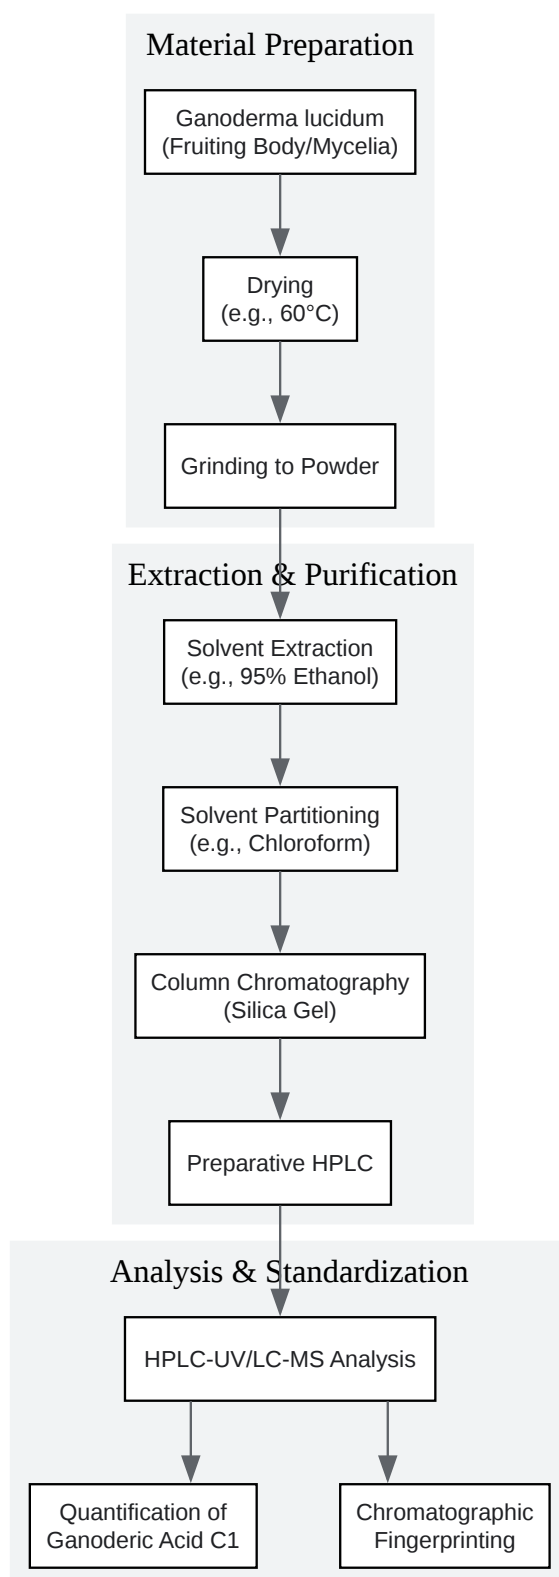 Material Preparation
Ganoderma lucidum
(Fruiting Body/Mycelia)
Drying
(e.g., 60°C)
Grinding to Powder
Extraction & Purification
Solvent Extraction
(e.g., 95% Ethanol)
Solvent Partitioning
(e.g., Chloroform)
Column Chromatography
(Silica Gel)
Preparative HPLC
Analysis & Standardization
HPLC-UV/LC-MS Analysis
Quantification of
Ganoderic Acid C1
Chromatographic
Fingerprinting